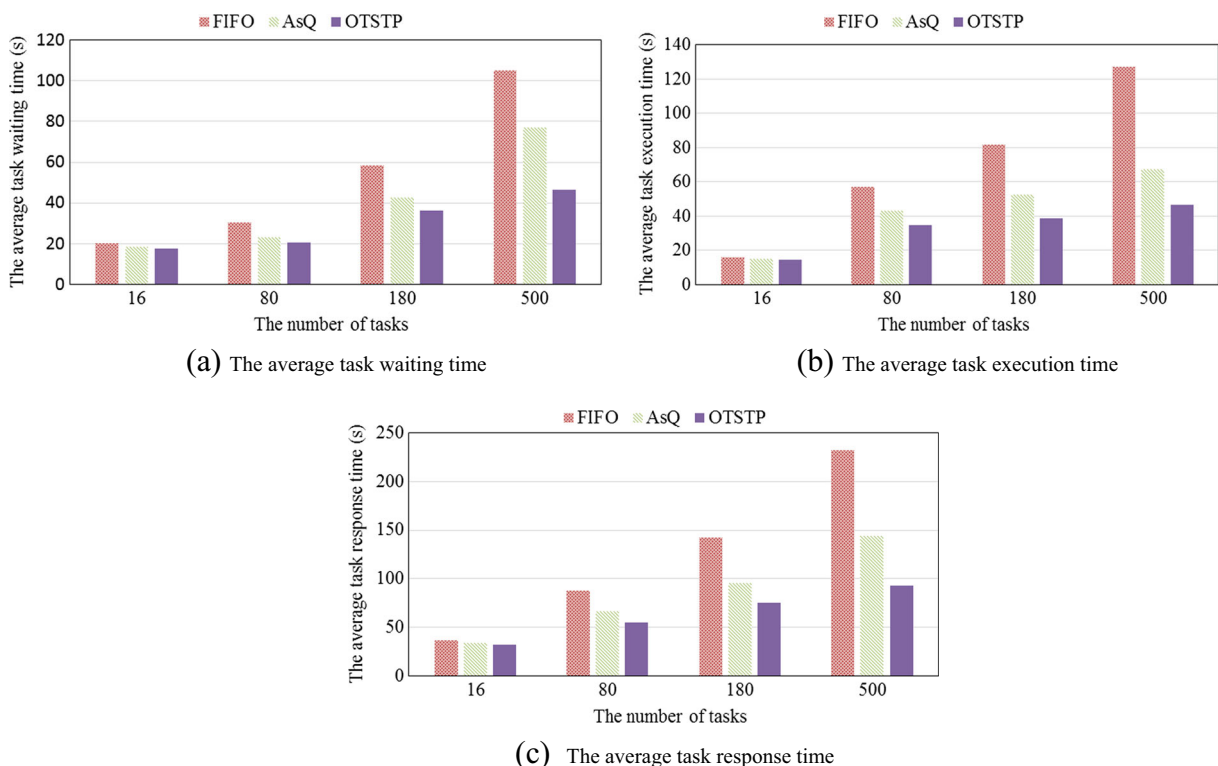 FIFO AsQ OTSTP
The average task waiting time (s)
120
100
80
60
40
20
0
16 80 180 500
The number of tasks
(a) The average task waiting time
FIFO AsQ OTSTP
The average task execution time (s)
140
120
100
80
60
40
20
0
16 80 180 500
The number of tasks
(b) The average task execution time
FIFO AsQ OTSTP
The average task response time (s)
250
200
150
100
50
0
16 80 180 500
The number of tasks
(c) The average task response time